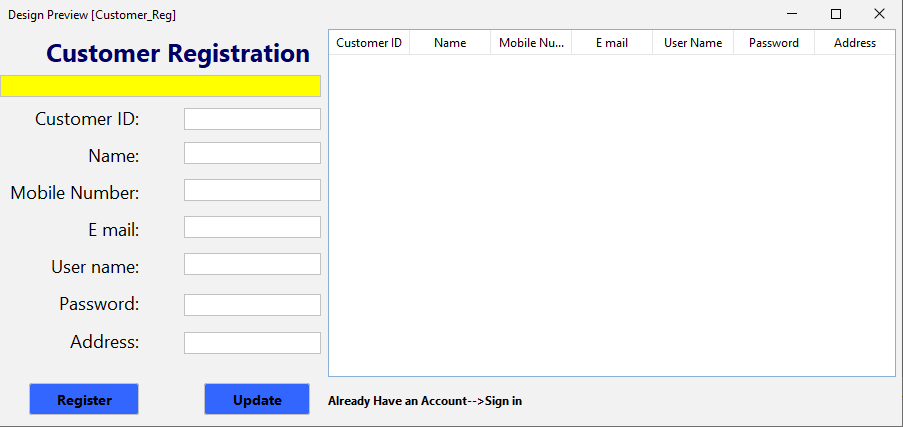 Design Preview [Customer_Reg]
Customer Registration
Customer ID:
Name:
Mobile Number:
E mail:
User name:
Password:
Address:
Register Update
Customer ID Name Mobile Nu... E mail User Name Password Address
Already Have an Account-->Sign in